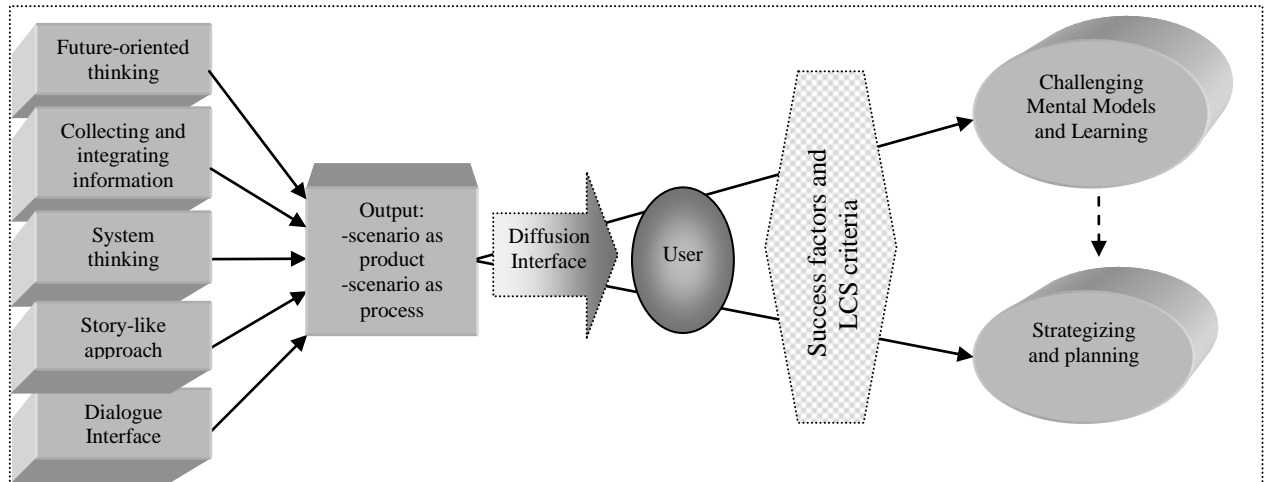 Future-oriented
thinking
Collecting and
integrating
information
System
thinking
Story-like
approach
Dialogue
Interface
Output:
-scenario as
product
-scenario as
process
Diffusion
Interface
User
Success factors and
LCS criteria
Challenging
Mental Models
and Learning
Strategizing
and planning